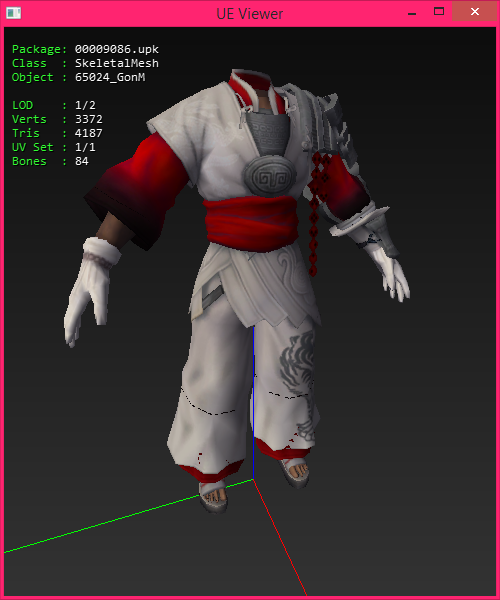 UE Viewer
Package: 00009086.upk
Class  : SkeletalMesh
Object : 65024_GonM
LOD    : 1/2
Verts  : 3372
Tris   : 4187
UV Set : 1/1
Bones  : 84